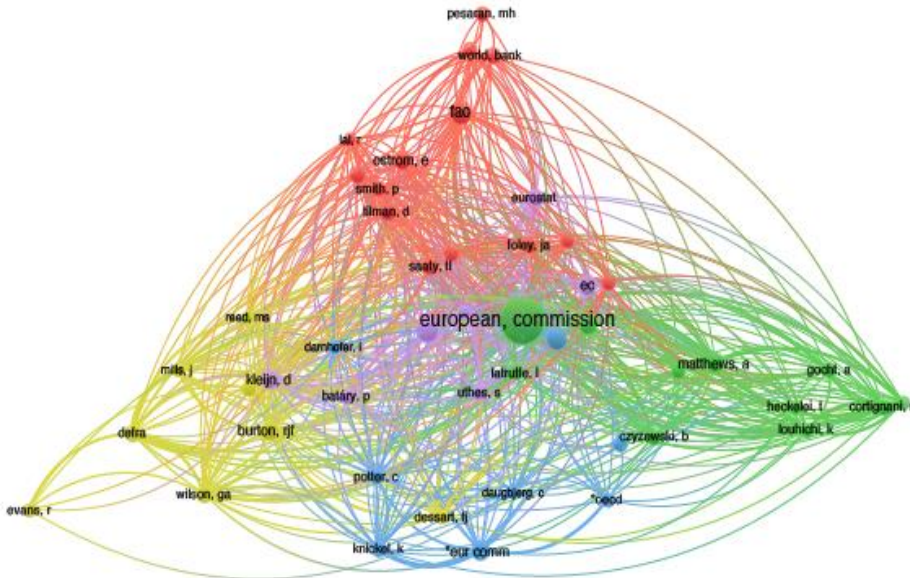 pesaran, mh
world, bank
fao
lal, r
ostrom, e
smith, p
tilman, d
eurostat
foley, ja
saaty, tl
ec
european, commission
reed, ms
darnhofer, i
matthews, a
mills, j
kleijn, d
latruffe, l
gocht, a
batáry, p
uthes, s
heckelei, t
cortignani,
defra
burton, rjf
czyzewski, b
louhichi, k
potter, c
wilson, ga
daugbjerg, c
*oecd
evans, r
dessart, fj
knickel, k
*eur comm